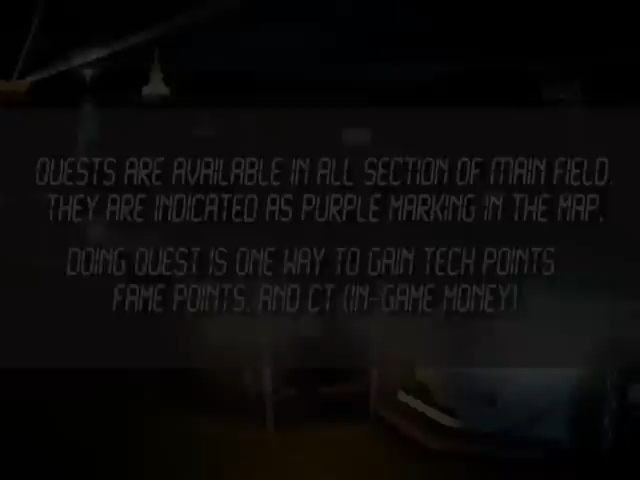 QUESTS ARE AVAILABLE IN ALL SECTION OF MAIN FIELD.
THEY ARE INDICATED AS PURPLE MARKING IN THE MAP.
DOING QUEST IS ONE WAY TO GAIN TECH POINTS
FAME POINTS, AND CT (IN-GAME MONEY)